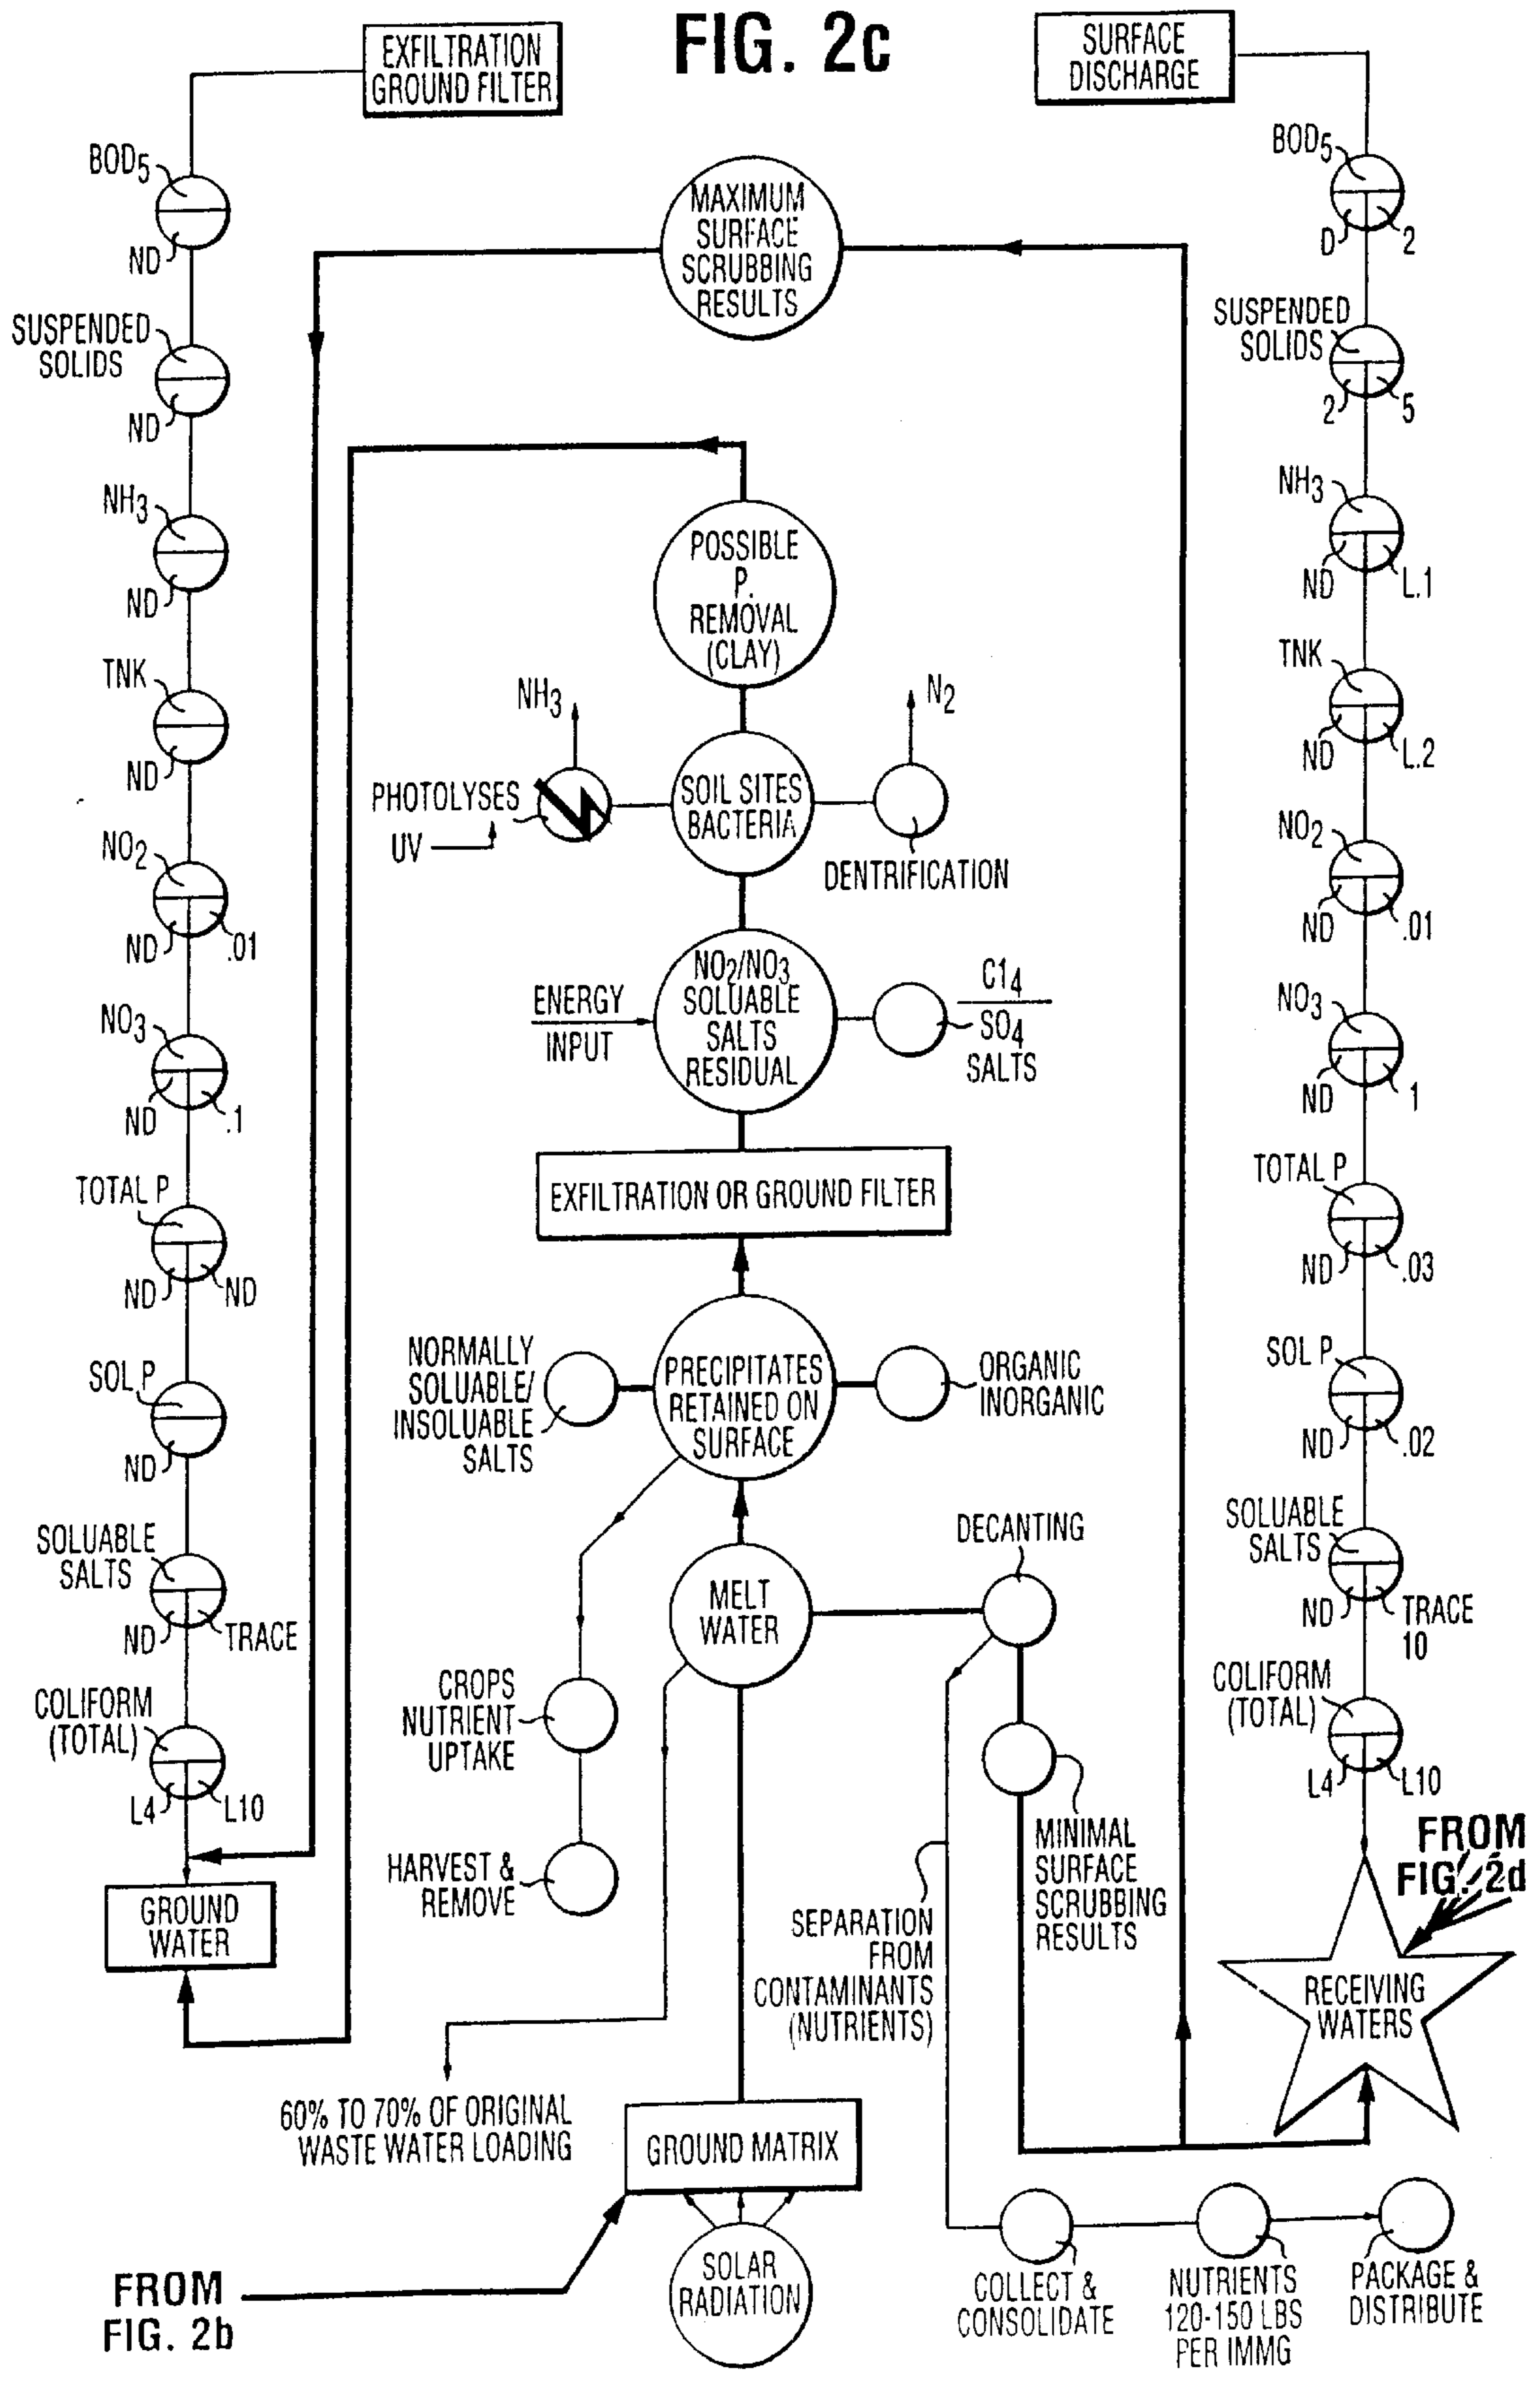 FIG. 2c
EXFILTRATION
GROUND FILTER
BOD5
ND
SUSPENDED
SOLIDS
ND
NH3
ND
TNK
ND
NO2
ND
.01
NO3
ND
.1
TOTAL P
ND
ND
SOL P
ND
SOLUABLE
SALTS
ND
TRACE
COLIFORM
(TOTAL)
L4
L10
GROUND
WATER
MAXIMUM
SURFACE
SCRUBBING
RESULTS
POSSIBLE
P.
REMOVAL
(CLAY)
NH3
N2
PHOTOLYSES
UV
SOIL SITES
BACTERIA
DENTRIFICATION
ENERGY
INPUT
NO2/NO3
SOLUABLE
SALTS
RESIDUAL
C14
SO4
SALTS
EXFILTRATION OR GROUND FILTER
NORMALLY
SOLUABLE/
INSOLUABLE
SALTS
PRECIPITATES
RETAINED ON
SURFACE
ORGANIC
INORGANIC
DECANTING
MELT
WATER
CROPS
NUTRIENT
UPTAKE
HARVEST &
REMOVE
MINIMAL
SURFACE
SCRUBBING
RESULTS
SEPARATION
FROM
CONTAMINANTS
(NUTRIENTS)
60% TO 70% OF ORIGINAL
WASTE WATER LOADING
GROUND MATRIX
SOLAR
RADIATION
FROM
FIG. 2b
COLLECT &
CONSOLIDATE
NUTRIENTS
120-150 LBS
PER IMMG
PACKAGE &
DISTRIBUTE
SURFACE
DISCHARGE
BOD5
D
2
SUSPENDED
SOLIDS
2
5
NH3
ND
L.1
TNK
ND
L.2
NO2
ND
.01
NO3
ND
1
TOTAL P
ND
.03
SOL P
ND
.02
SOLUABLE
SALTS
ND
TRACE
10
COLIFORM
(TOTAL)
L4
L10
FROM
FIG. 2d
RECEIVING
WATERS